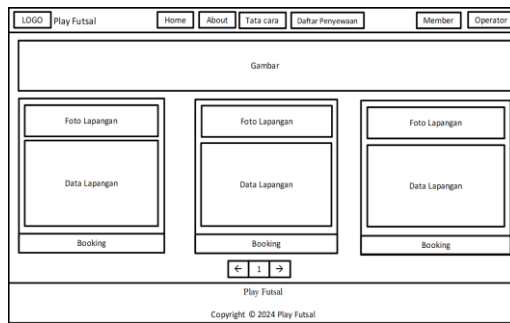 LOGO Play Futsal Home About Tata cara Daftar Penyewaan Member Operator
Gambar
Foto Lapangan Foto Lapangan Foto Lapangan
Data Lapangan Data Lapangan Data Lapangan
Booking Booking Booking
← 1 →
Play Futsal
Copyright © 2024 Play Futsal